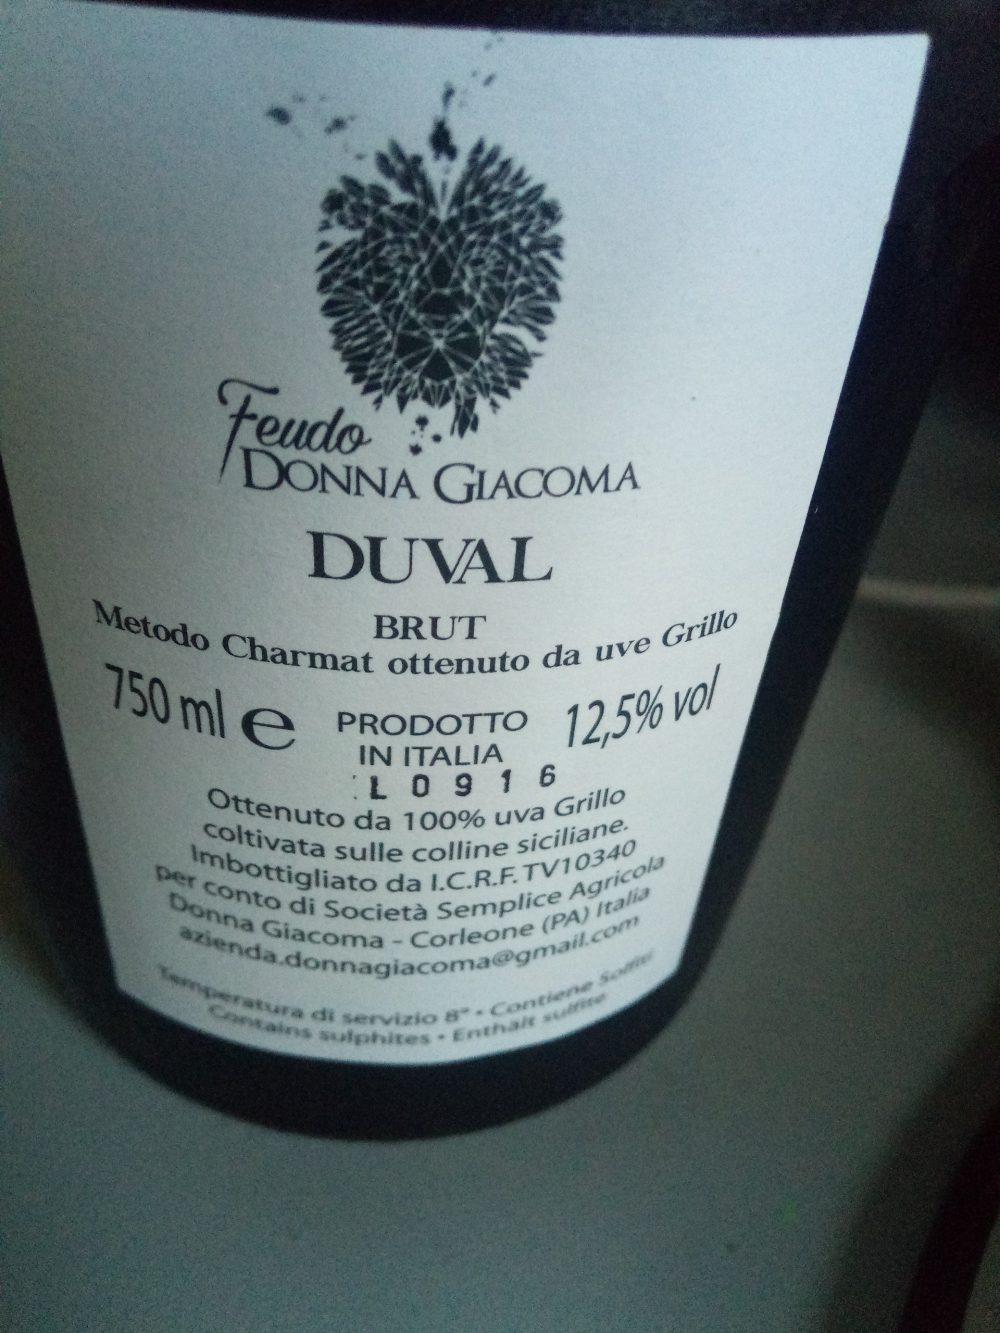 Feudo
DONNA GIACOMA
DUVAL
BRUT
Metodo Charmat ottenuto da uve Grillo
750 ml e PRODOTTO 12,5% vol
IN ITALIA
L0916
Ottenuto da 100% uva Grillo
coltivata sulle colline siciliane.
Imbottigliato da I.C.R.F. TV10340
per conto di Società Semplice Agricola
Donna Giacoma - Corleone (PA) Italia
azienda.donnagiacoma@gmail.com
Temperatura di servizio 8° • Contiene Solfiti
Contains sulphites • Enthält sulfite